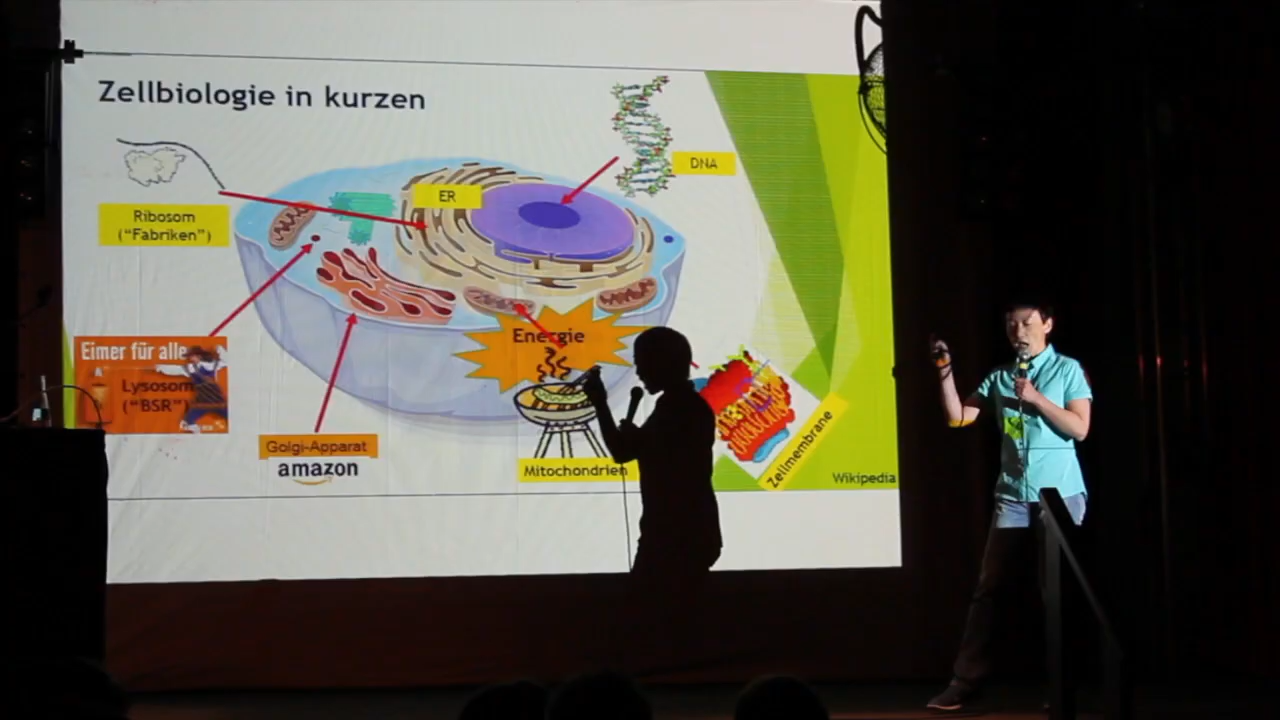 Zellbiologie in kurzen
DNA
ER
Ribosom
("Fabriken")
Energie
Eimer für alle
Lysosom
("BSR")
Golgi-Apparat
amazon
Mitochondrien
Zellmembrane
Wikipedia